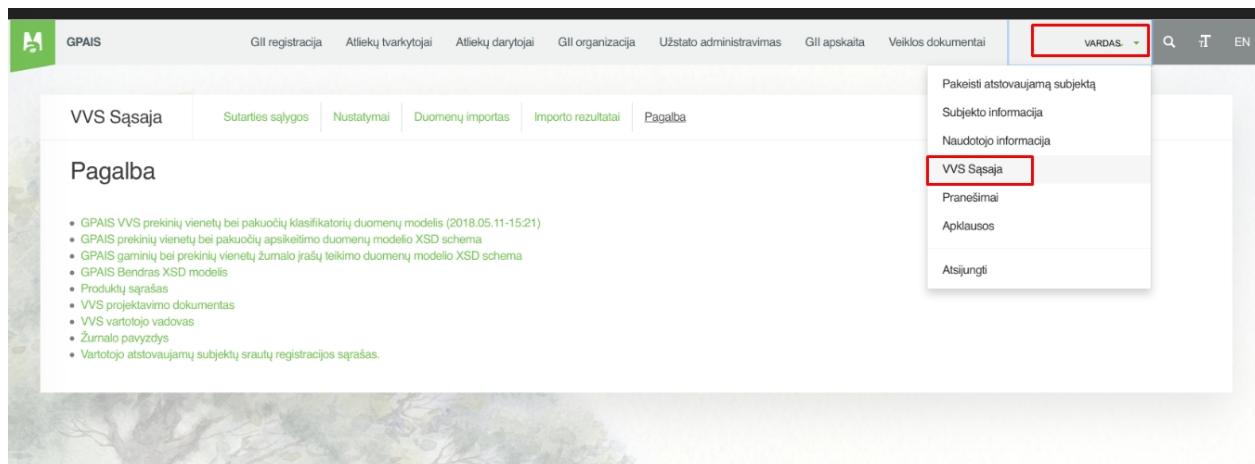 GPAIS GII registracija Atliekų tvarkytojai Atliekų darytojai GII organizacija Užstato administravimas GII apskaita Veiklos dokumentai VARDAS. EN
Pakeisti atstovaujamą subjektą
Subjekto informacija
Naudotojo informacija
VVS Sąsaja
Pranešimai
Apklausos
Atsijungti
VVS Sąsaja Sutarties sąlygos Nustatymai Duomenų importas Importo rezultatai Pagalba
Pagalba
GPAIS VVS prekinių vienetų bei pakuočių klasifikatorių duomenų modelis (2018.05.11-15:21)
GPAIS prekinių vienetų bei pakuočių apsikeitimo duomenų modelio XSD schema
GPAIS gaminių bei prekinių vienetų žurnalo įrašų teikimo duomenų modelio XSD schema
GPAIS Bendras XSD modelis
Produktų sąrašas
VVS projektavimo dokumentas
VVS vartotojo vadovas
Žurnalo pavyzdys
Vartotojo atstovaujamų subjektų srautų registracijos sąrašas.